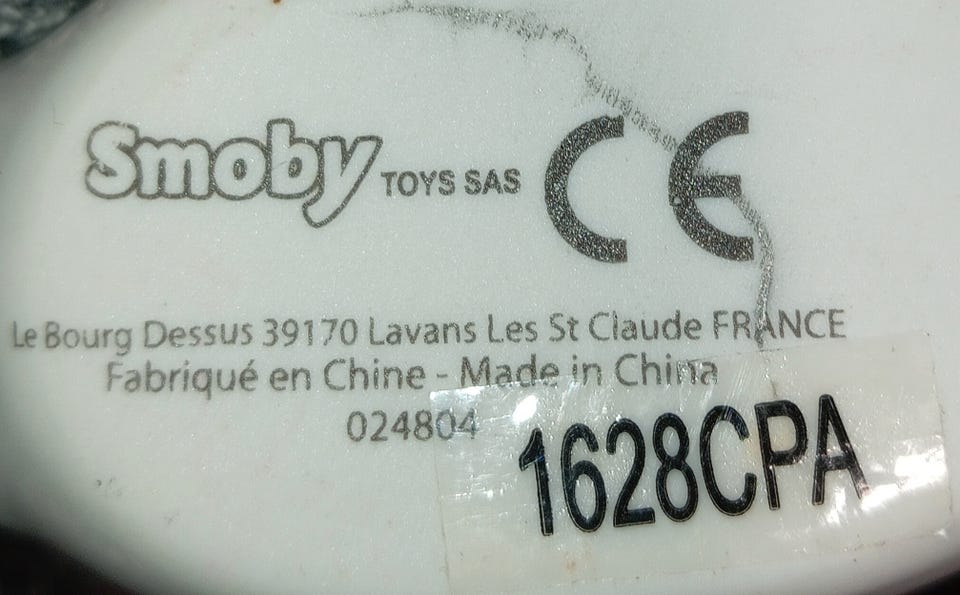 Smoby TOYS SAS CE
Le Bourg Dessus 39170 Lavans Les St Claude FRANCE
Fabriqué en Chine - Made in China
024804
1628CPA